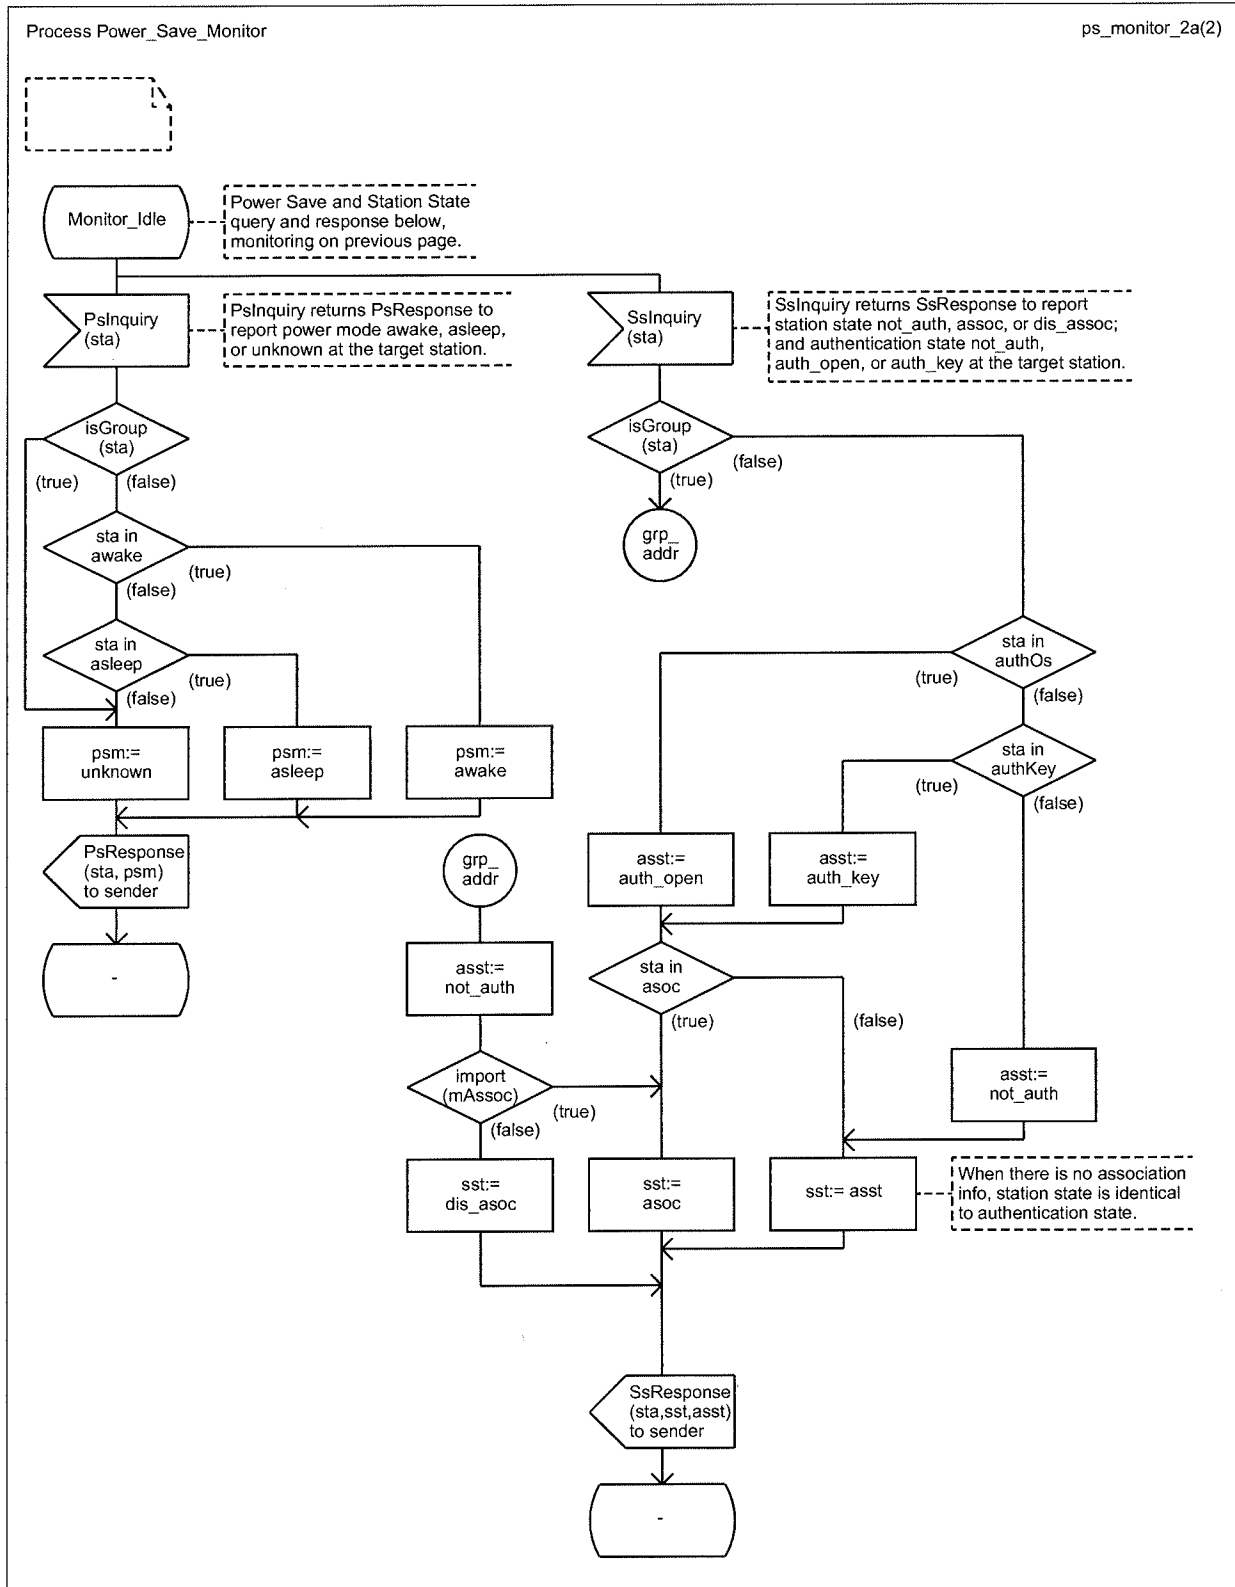 Process Power_Save_Monitor
ps_monitor_2a(2)
Monitor_Idle
Power Save and Station State
query and response below,
monitoring on previous page.
PsInquiry
(sta)
PsInquiry returns PsResponse to
report power mode awake, asleep,
or unknown at the target station.
SsInquiry
(sta)
SsInquiry returns SsResponse to report
station state not_auth, assoc, or dis_assoc;
and authentication state not_auth,
auth_open, or auth_key at the target station.
isGroup
(sta)
(true)
(false)
isGroup
(sta)
(false)
(true)
grp_
addr
sta in
awake
(true)
(false)
sta in
asleep
(true)
(false)
sta in
authOs
(true)
(false)
psm:=
unknown
psm:=
asleep
psm:=
awake
sta in
authKey
(true)
(false)
PsResponse
(sta, psm)
to sender
-
grp_
addr
asst:=
auth_open
asst:=
auth_key
asst:=
not_auth
sta in
asoc
(true)
(false)
import
(mAssoc)
(true)
(false)
asst:=
not_auth
sst:=
dis_asoc
sst:=
asoc
sst:= asst
When there is no association
info, station state is identical
to authentication state.
SsResponse
(sta,sst,asst)
to sender
-